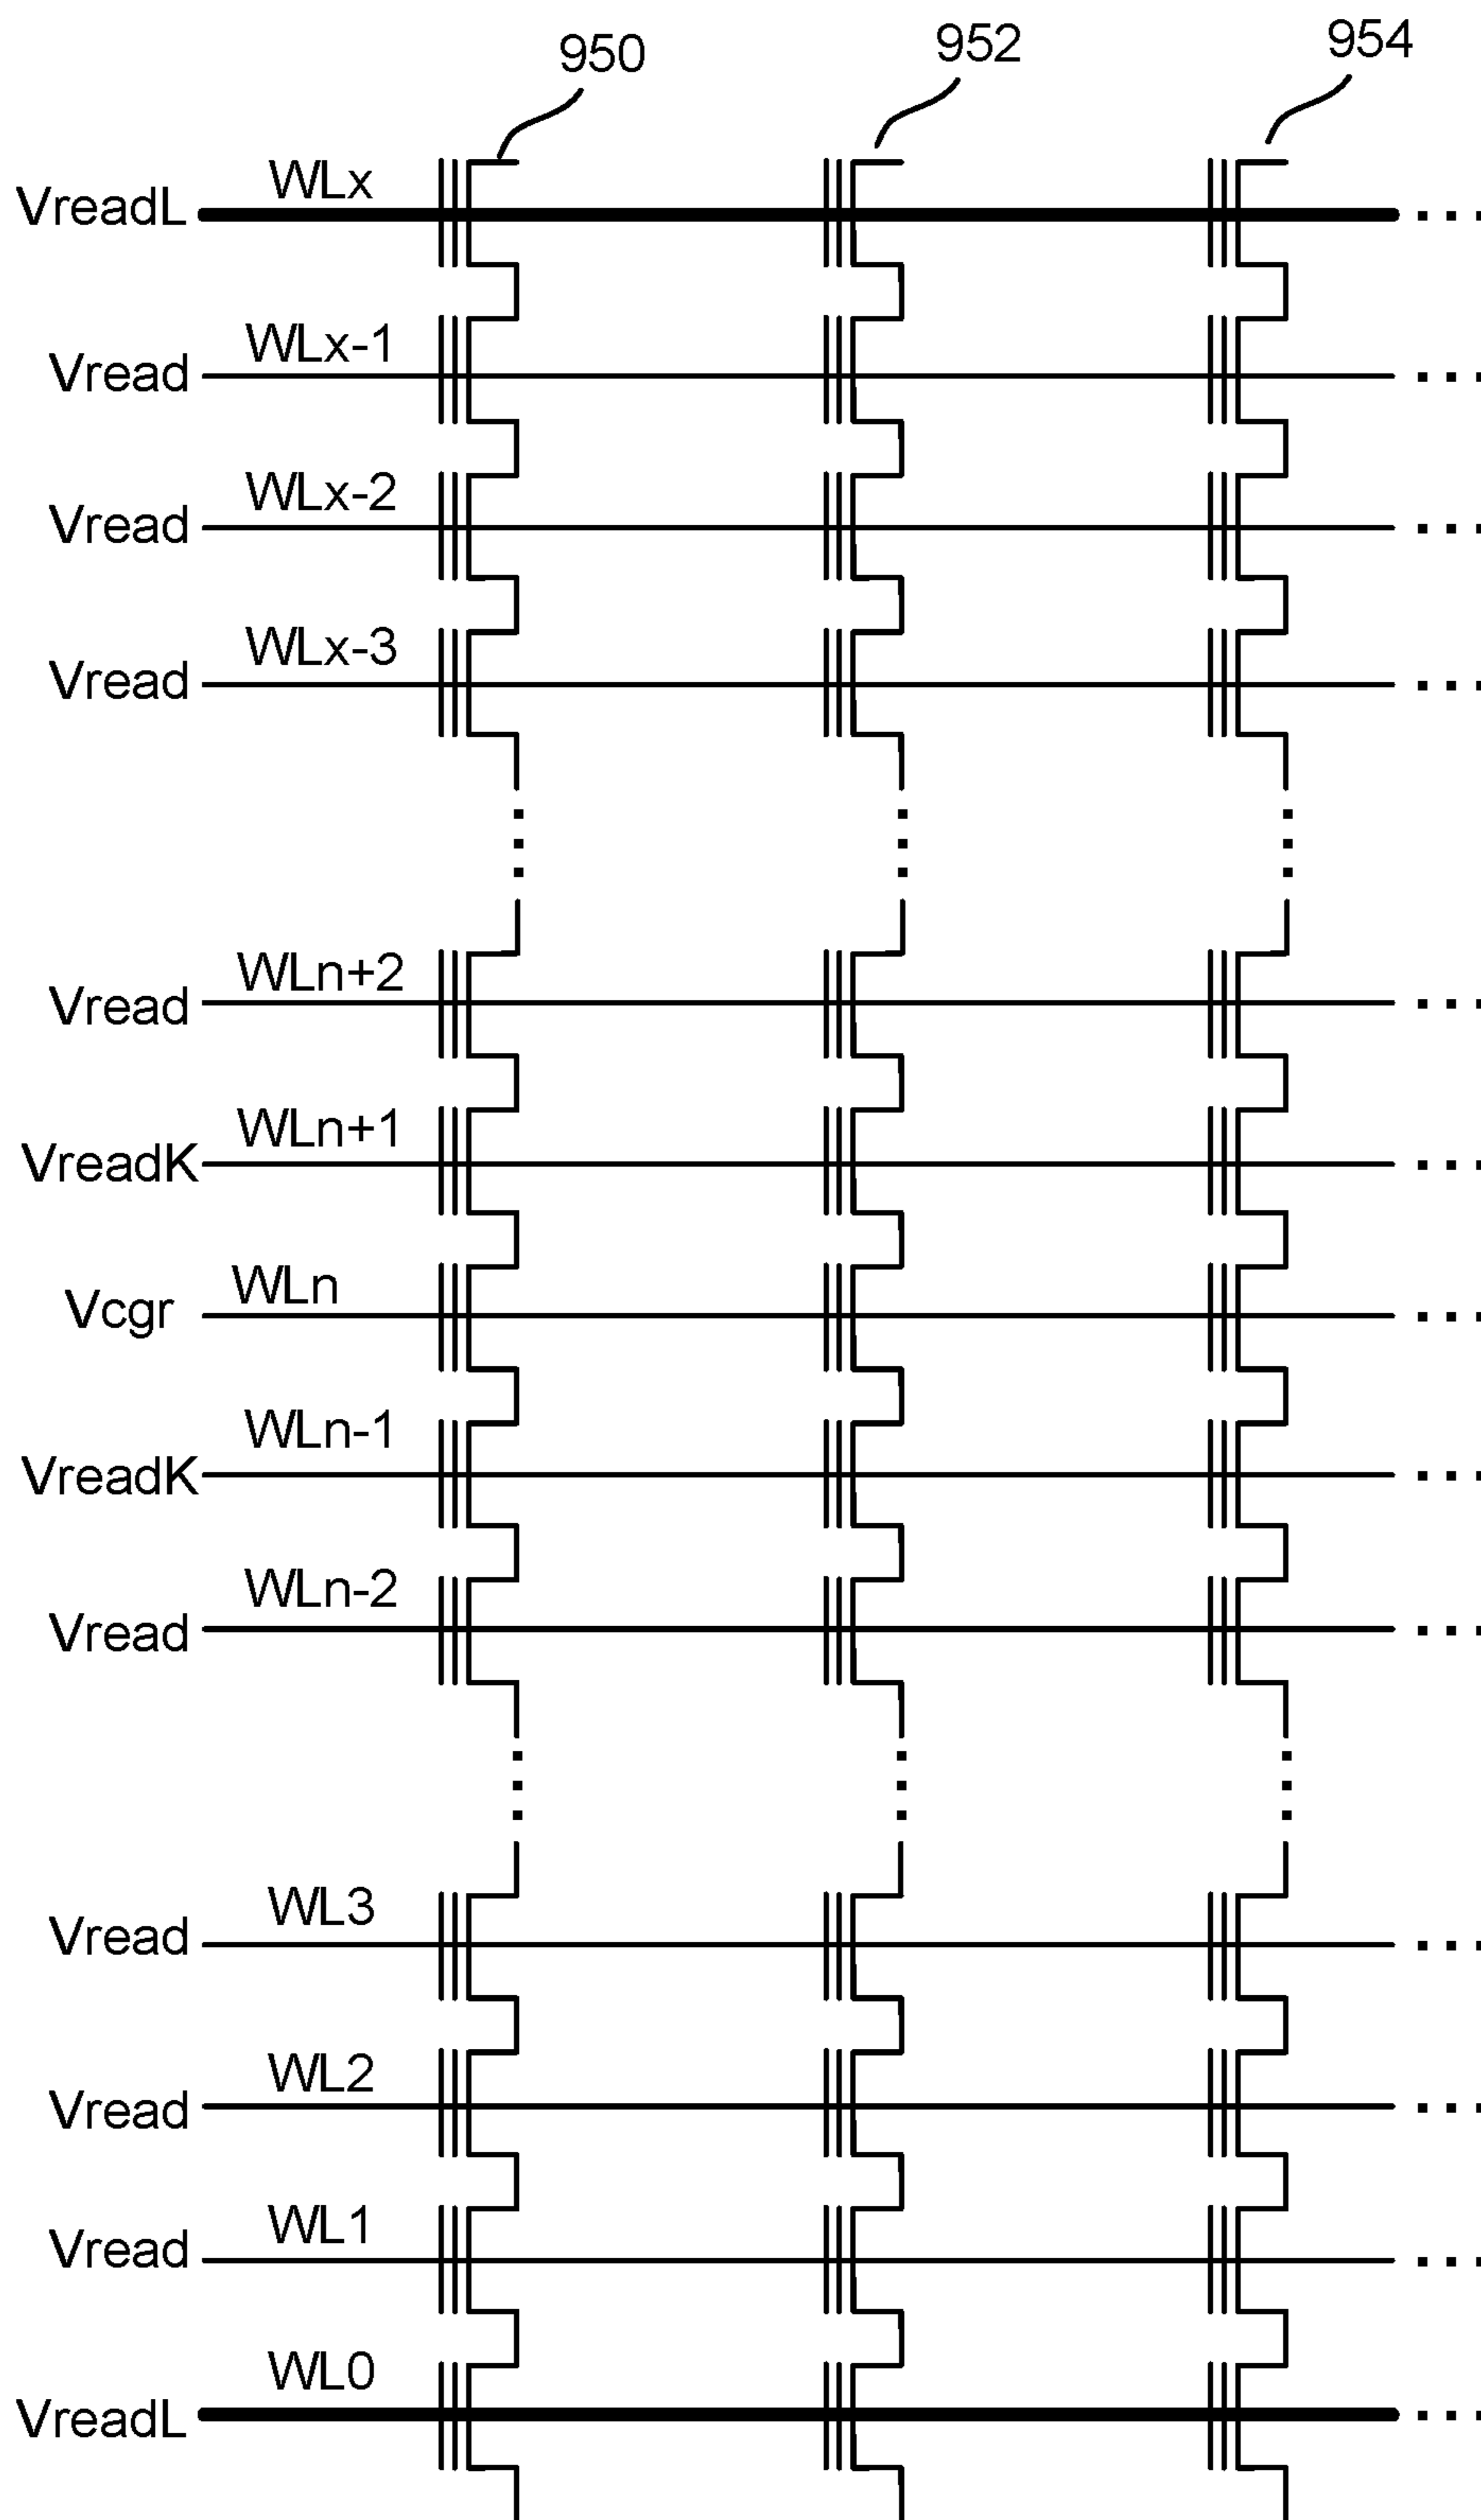 950 952 954
WLx
VreadL
WLx-1
Vread
WLx-2
Vread
WLx-3
Vread
WLn+2
Vread
WLn+1
VreadK
WLn
Vcgr
WLn-1
VreadK
WLn-2
Vread
WL3
Vread
WL2
Vread
WL1
Vread
WL0
VreadL